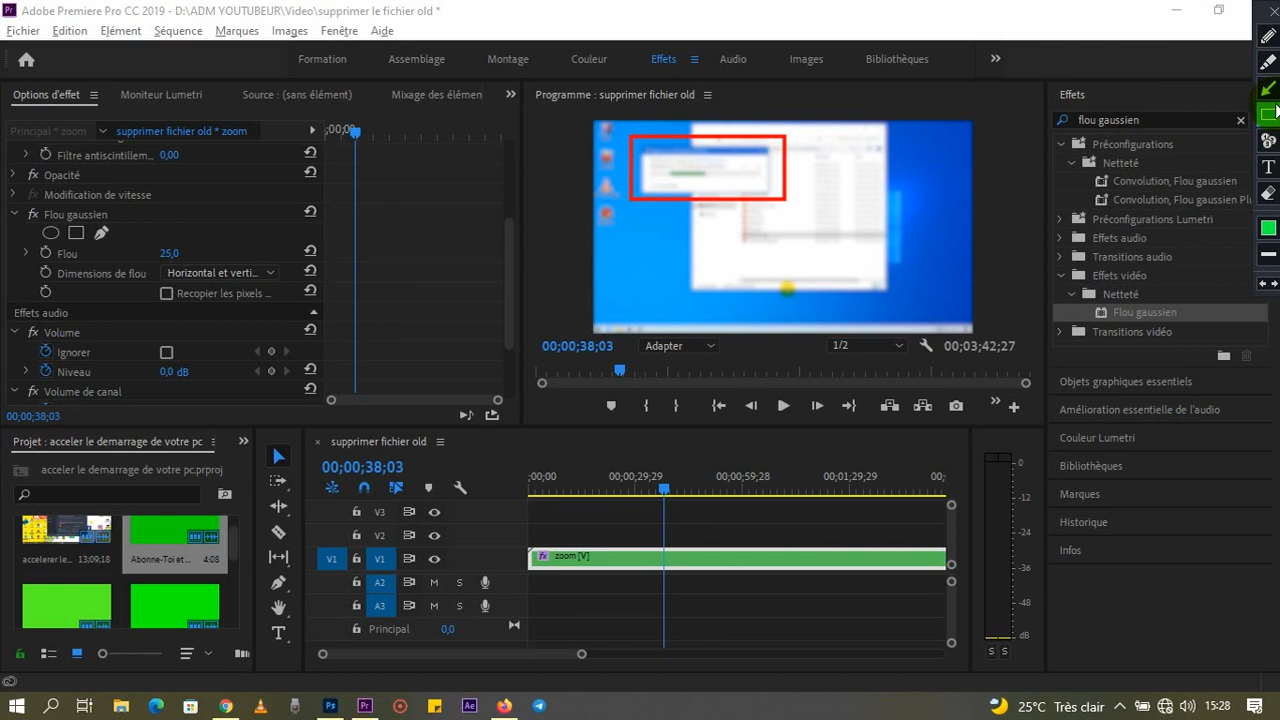 Adobe Premiere Pro CC 2019 - D:\ADM YOUTUBEUR\Video\supprimer le fichier old *
Fichier Edition Elément Séquence Marques Images Fenêtre Aide
Formation Assemblage Montage Couleur Effets Audio Images Bibliothèques
Options d'effet Moniteur Lumetri Source : (sans élément) Mixage des élémen
Principal * zoom supprimer fichier old * zoom
;00;00
Filtre antiscintillem... 0,00
Opacité
Modification de vitesse
Flou gaussien
Flou 25,0
Dimensions de flou Horizontal et verti...
Recopier les pixels ...
Effets audio
Volume
Ignorer
Niveau 0,0 dB
Volume de canal
00;00;38;03
Programme : supprimer fichier old
00;00;38;03 Adapter 1/2 00;03;42;27
Effets
flou gaussien
Préconfigurations
Netteté
Convolution, Flou gaussien
Convolution, Flou gaussien Plu
Préconfigurations Lumetri
Effets audio
Transitions audio
Effets vidéo
Netteté
Flou gaussien
Transitions vidéo
Objets graphiques essentiels
Amélioration essentielle de l'audio
Couleur Lumetri
Bibliothèques
Marques
Historique
Infos
Projet : acceler le demarrage de votre pc
acceler le demarrage de votre pc.prproj
accelerer le... 13;09;18 Abonne-Toi et ... 4:08
supprimer fichier old
00;00;38;03
;00;00 00;00;29;29 00;00;59;28 00;01;29;29 00;
V3
V2
V1 V1 fx zoom [V]
A2 M S
A3 M S
Principal 0,0
0
-12
-18
-24
-30
-36
-48
dB
S S
25°C Très clair 15:28